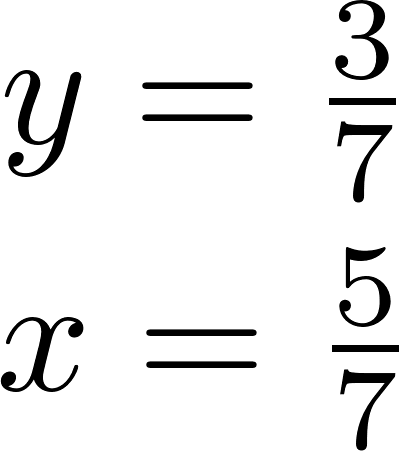 y = 3/7
x = 5/7